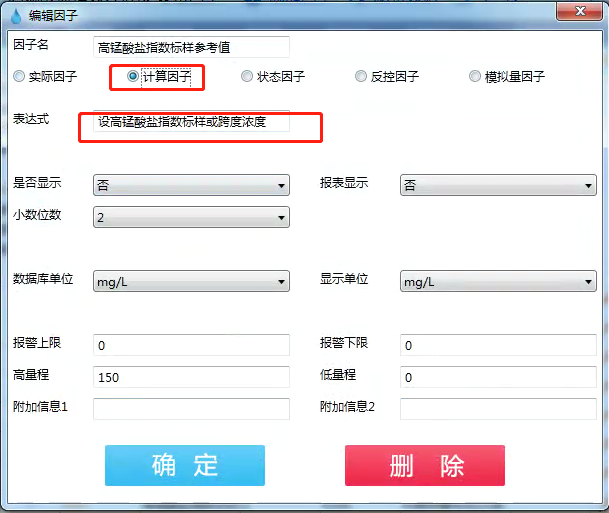 编辑因子
因子名 高锰酸盐指数标样参考值
实际因子 计算因子 状态因子 反控因子 模拟量因子
表达式 设高锰酸盐指数标样或跨度浓度
是否显示 否 报表显示 否
小数位数 2
数据库单位 mg/L 显示单位 mg/L
报警上限 0 报警下限 0
高量程 150 低量程 0
附加信息1 附加信息2
确 定 删 除